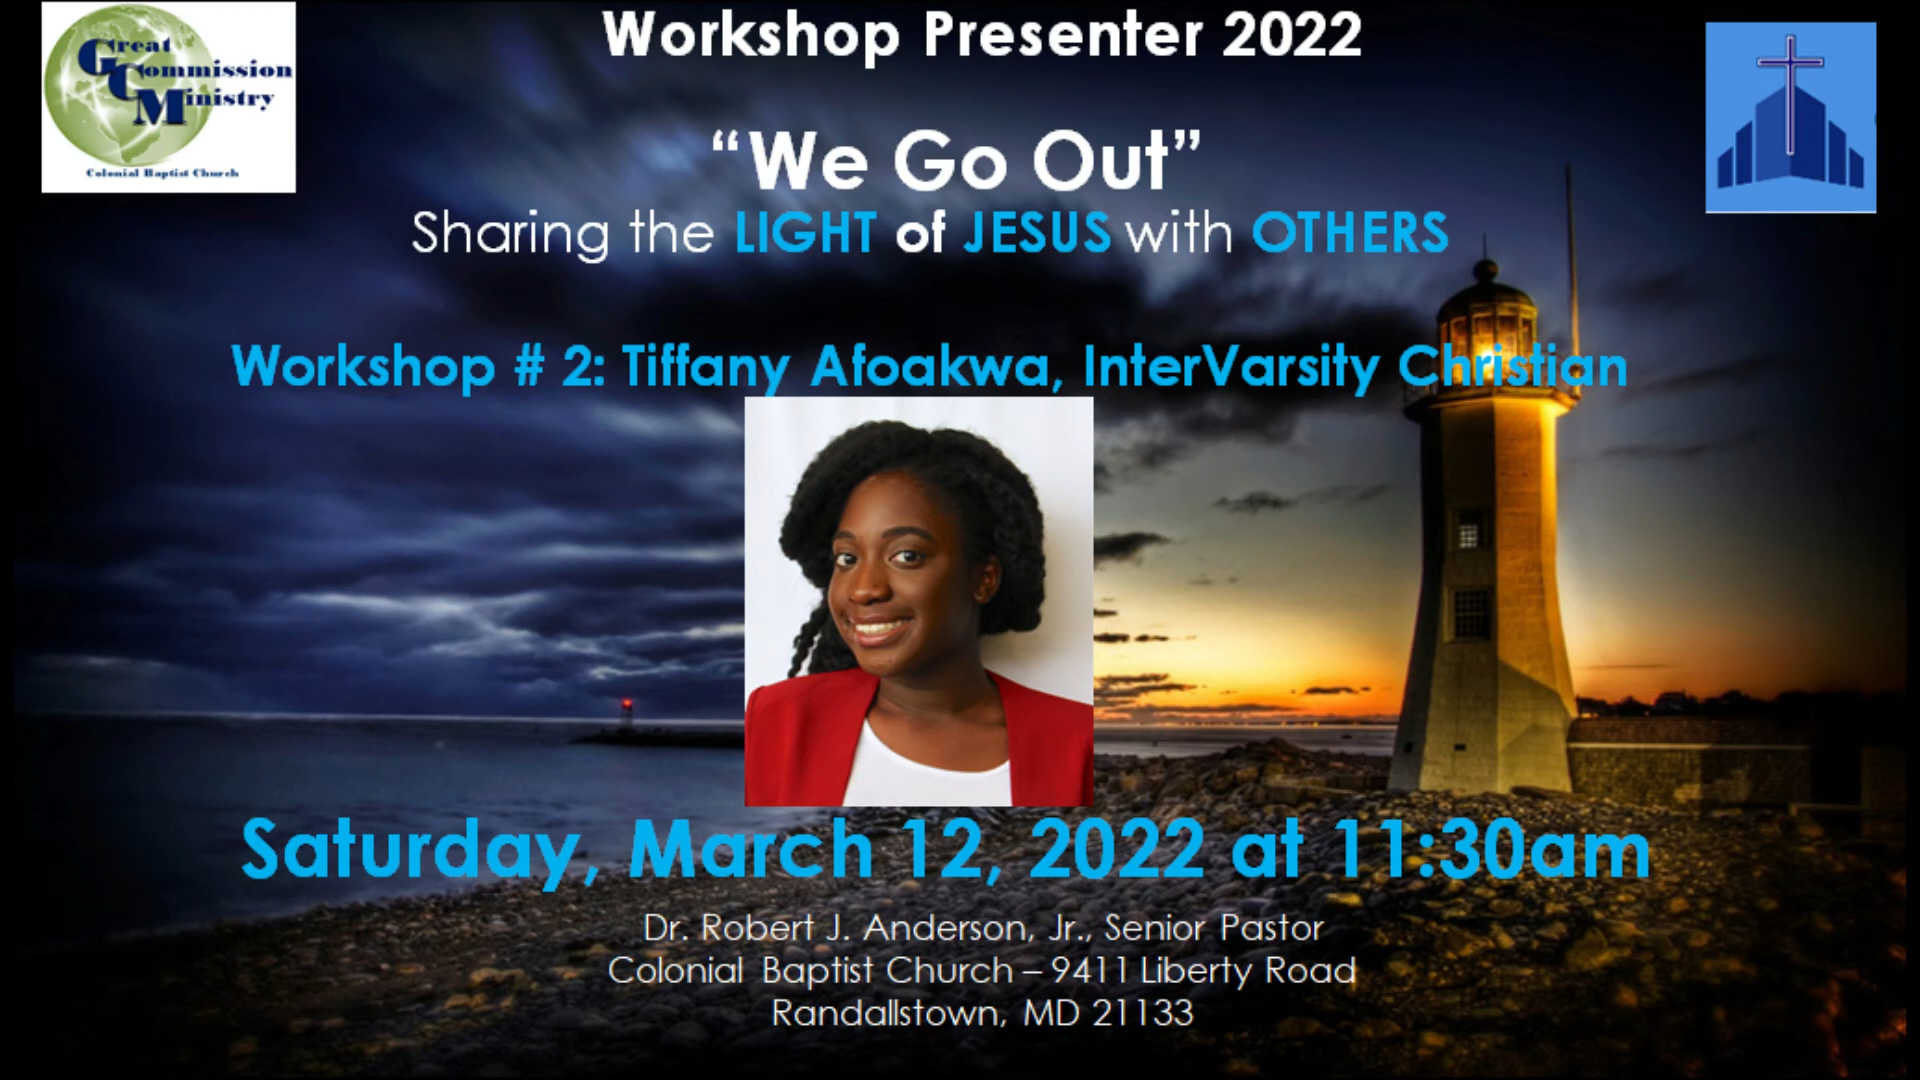 Great
Commission
Ministry
Colonial Baptist Church
Workshop Presenter 2022
“We Go Out”
Sharing the LIGHT of JESUS with OTHERS
Workshop # 2: Tiffany Afoakwa, InterVarsity Christian
Saturday, March 12, 2022 at 11:30am
Dr. Robert J. Anderson, Jr., Senior Pastor
Colonial Baptist Church – 9411 Liberty Road
Randallstown, MD 21133